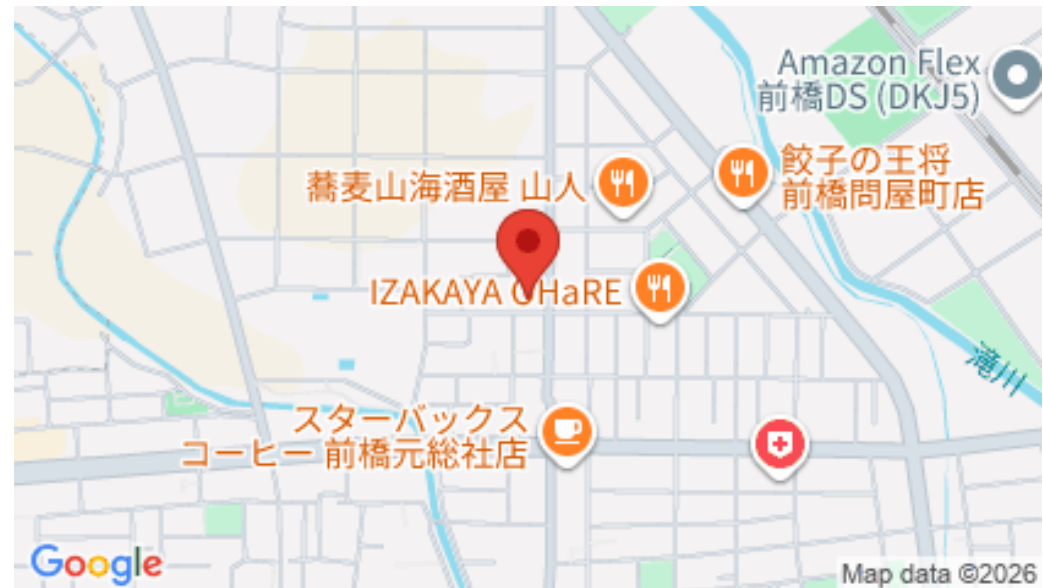 Amazon Flex
前橋DS (DKJ5)
餃子の王将
前橋問屋町店
蕎麦山海酒屋 山人
IZAKAYA O'HaRE
滝川
スターバックス
コーヒー 前橋元総社店
Google
Map data ©2026